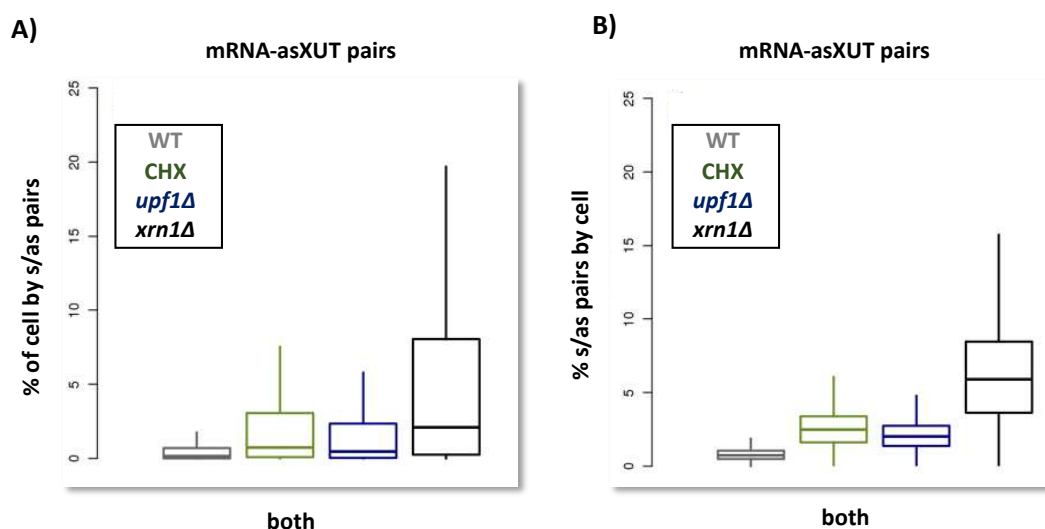 A)
mRNA-asXUT pairs
% of cell by s/as pairs
25
20
15
10
5
0
WT
CHX
upf1Δ
xrn1Δ
both
B)
mRNA-asXUT pairs
% s/as pairs by cell
25
20
15
10
5
0
WT
CHX
upf1Δ
xrn1Δ
both